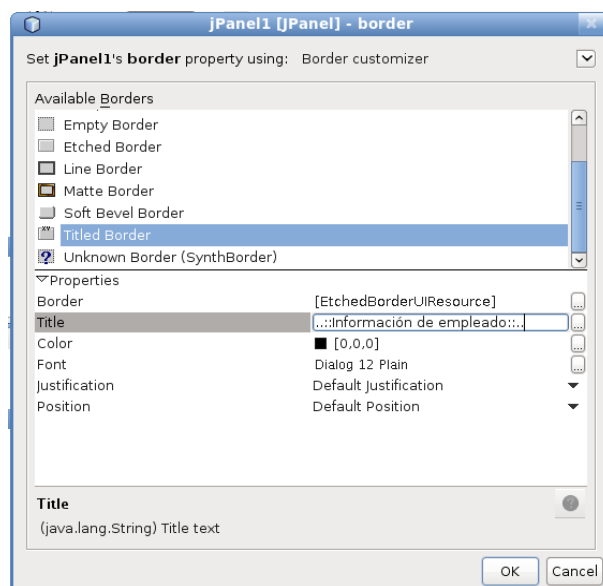 jPanel1 [JPanel] - border
Set jPanel1's border property using: Border customizer
Available Borders
Empty Border
Etched Border
Line Border
Matte Border
Soft Bevel Border
XY Titled Border
? Unknown Border (SynthBorder)
Properties
Border [EtchedBorderUIResource] ...
Title ..::Información de empleado::.. ...
Color [0,0,0] ...
Font Dialog 12 Plain ...
Justification Default Justification
Position Default Position
Title
?
(java.lang.String) Title text
OK Cancel